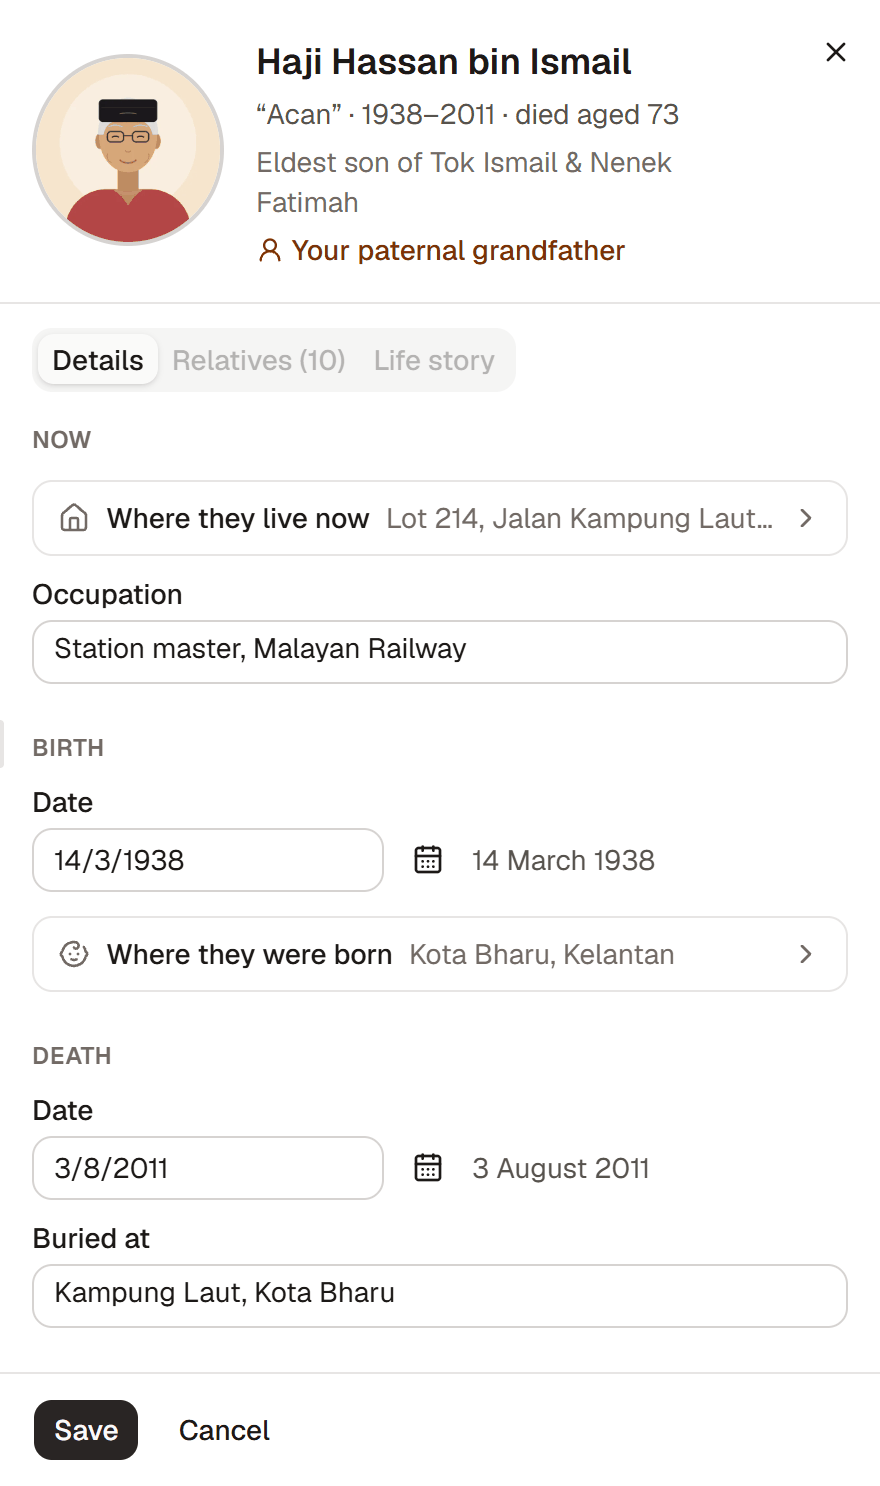 Haji Hassan bin Ismail
“Acan” · 1938–2011 · died aged 73
Eldest son of Tok Ismail & Nenek
Fatimah
Your paternal grandfather
Details Relatives (10) Life story
NOW
Where they live now Lot 214, Jalan Kampung Laut...
Occupation
Station master, Malayan Railway
BIRTH
Date
14/3/1938 14 March 1938
Where they were born Kota Bharu, Kelantan
DEATH
Date
3/8/2011 3 August 2011
Buried at
Kampung Laut, Kota Bharu
Save Cancel